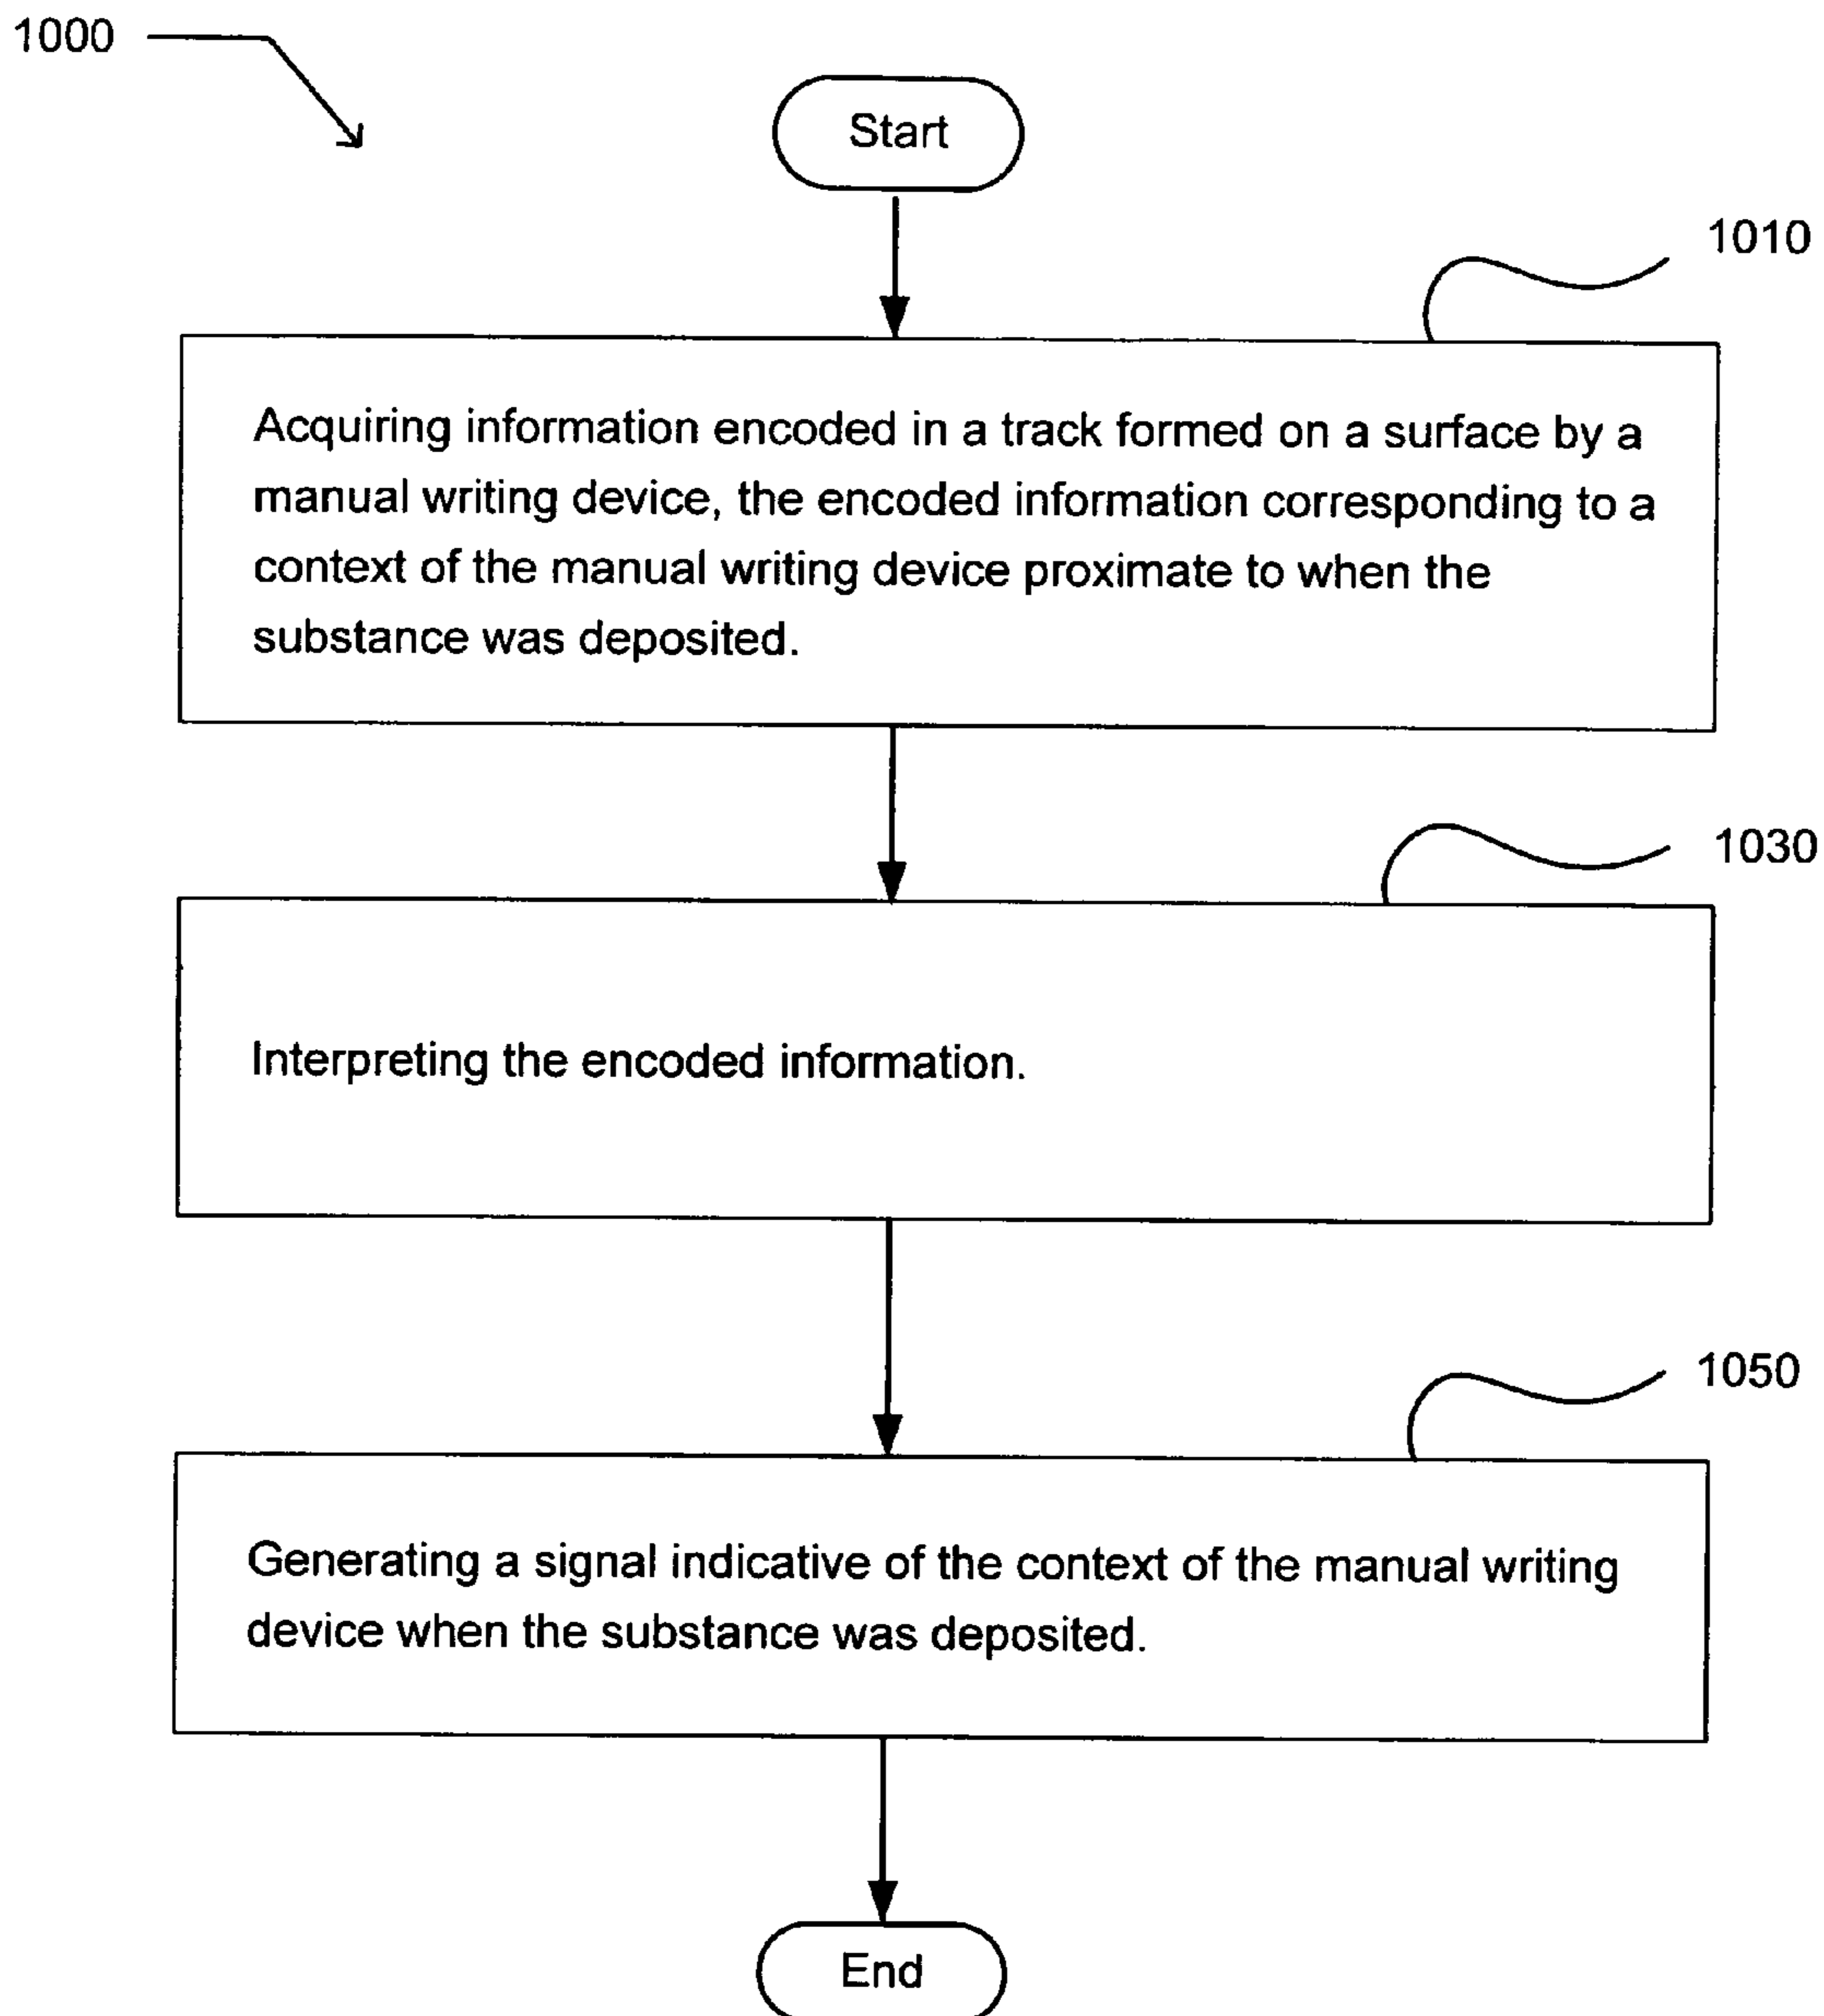 1000
Start
1010
Acquiring information encoded in a track formed on a surface by a
manual writing device, the encoded information corresponding to a
context of the manual writing device proximate to when the
substance was deposited.
1030
Interpreting the encoded information.
1050
Generating a signal indicative of the context of the manual writing
device when the substance was deposited.
End